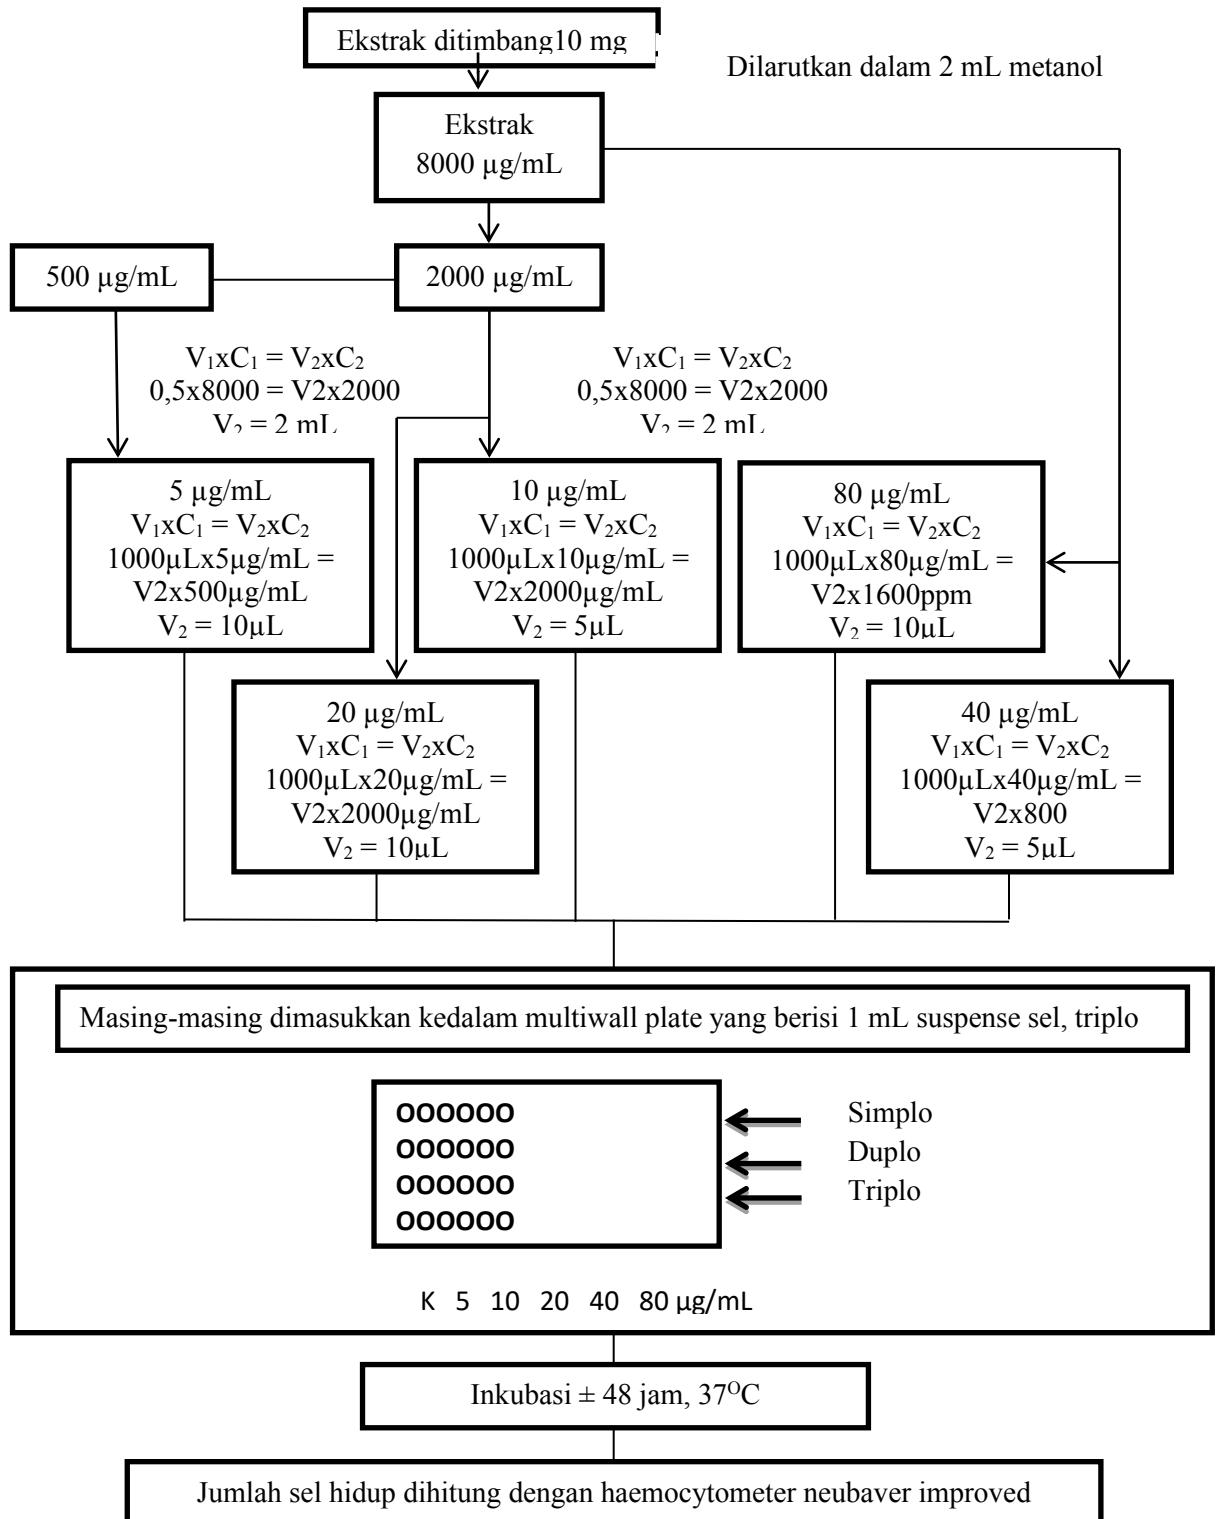 Ekstrak ditimbang10 mg
Dilarutkan dalam 2 mL metanol
Ekstrak
8000 µg/mL
500 µg/mL
2000 µg/mL
V₁xC₁ = V₂xC₂
0,5x8000 = V2x2000
V₂ = 2 mL
V₁xC₁ = V₂xC₂
0,5x8000 = V2x2000
V₂ = 2 mL
5 µg/mL
V₁xC₁ = V₂xC₂
1000µLx5µg/mL =
V2x500µg/mL
V₂ = 10µL
10 µg/mL
V₁xC₁ = V₂xC₂
1000µLx10µg/mL =
V2x2000µg/mL
V₂ = 5µL
80 µg/mL
V₁xC₁ = V₂xC₂
1000µLx80µg/mL =
V2x1600ppm
V₂ = 10µL
20 µg/mL
V₁xC₁ = V₂xC₂
1000µLx20µg/mL =
V2x2000µg/mL
V₂ = 10µL
40 µg/mL
V₁xC₁ = V₂xC₂
1000µLx40µg/mL =
V2x800
V₂ = 5µL
Masing-masing dimasukkan kedalam multiwall plate yang berisi 1 mL suspense sel, triplo
OOOOOO
OOOOOO
OOOOOO
OOOOOO
Simplo
Duplo
Triplo
K 5 10 20 40 80 µg/mL
Inkubasi ± 48 jam, 37ᴼC
Jumlah sel hidup dihitung dengan haemocytometer neubaver improved